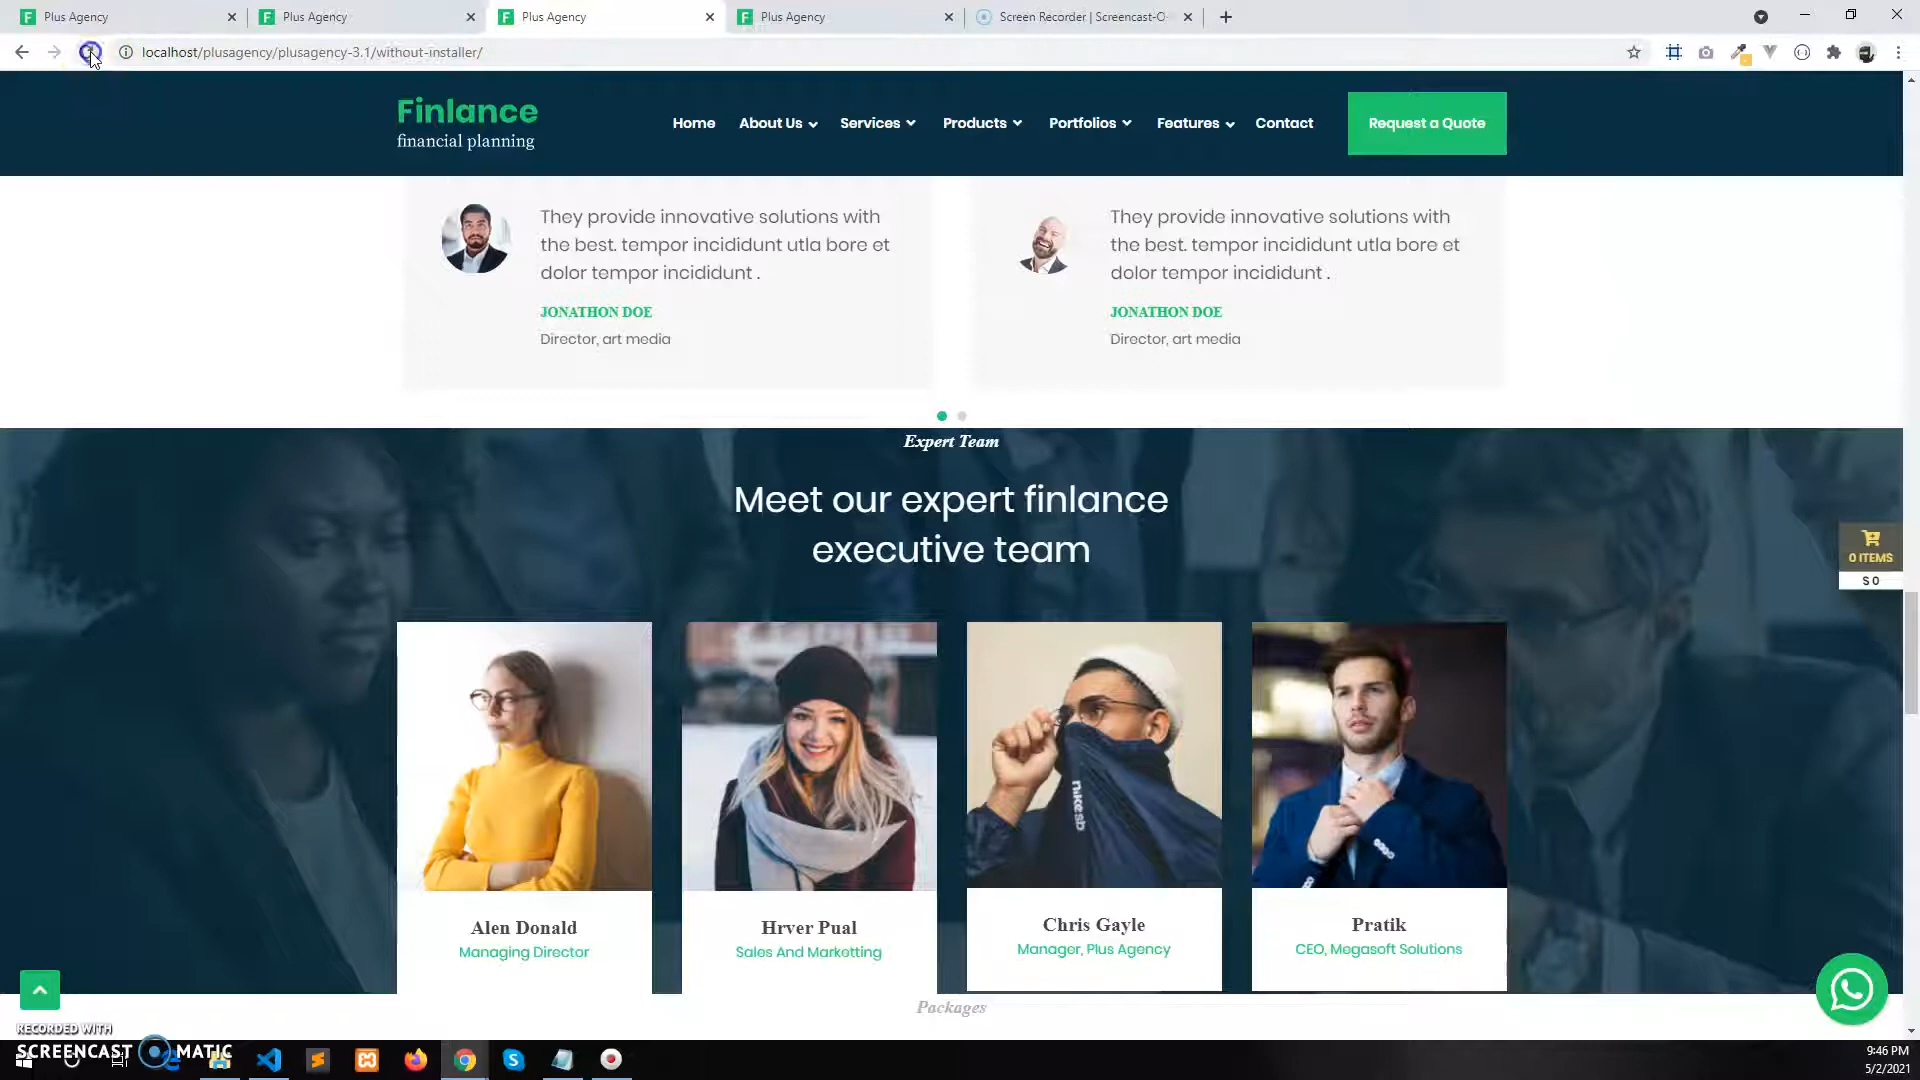 Plus Agency
Plus Agency
Plus Agency
Plus Agency
Screen Recorder | Screencast-O-
localhost/plusagency/plusagency-3.1/without-installer/
Finlance
financial planning
Home
About Us
Services
Products
Portfolios
Features
Contact
Request a Quote
They provide innovative solutions with
the best. tempor incididunt utla bore et
dolor tempor incididunt .
JONATHON DOE
Director, art media
They provide innovative solutions with
the best. tempor incididunt utla bore et
dolor tempor incididunt .
JONATHON DOE
Director, art media
Expert Team
Meet our expert finlance
executive team
0 ITEMS
$ 0
Alen Donald
Managing Director
Hrver Pual
Sales And Marketting
Chris Gayle
Manager, Plus Agency
Pratik
CEO, Megasoft Solutions
Packages
RECORDED WITH
SCREENCAST MATIC
9:46 PM
5/2/2021